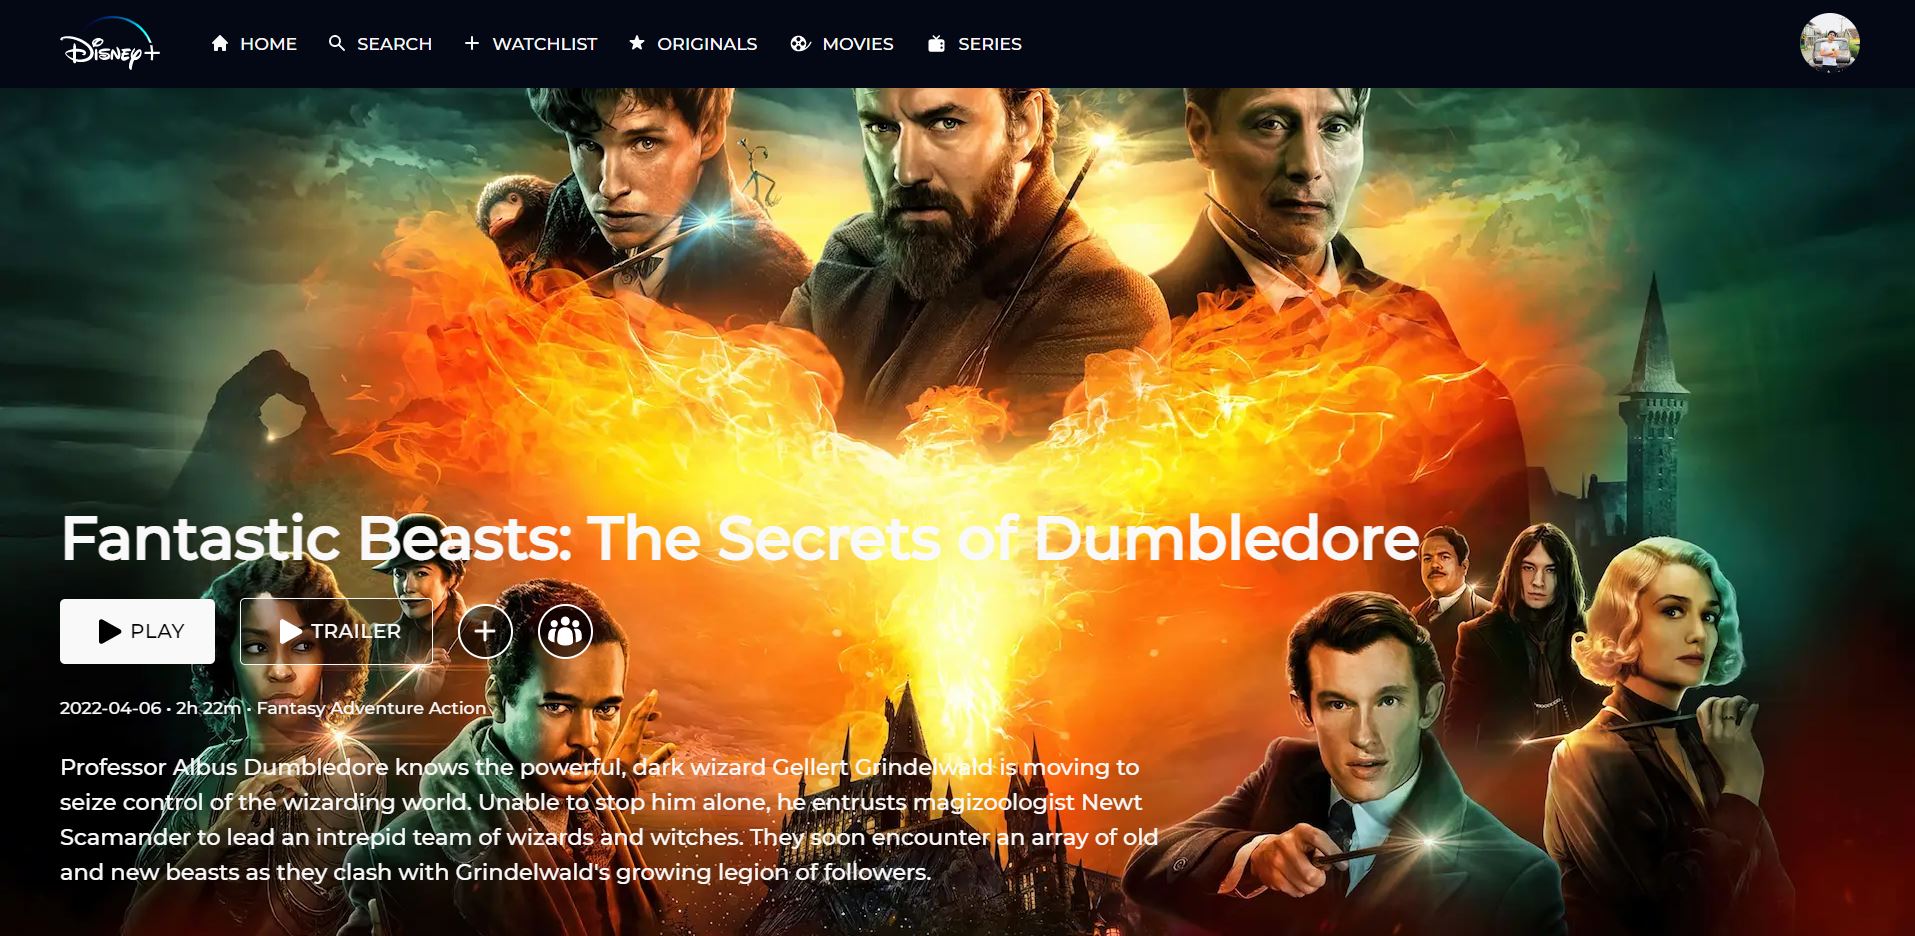 Disney+ HOME SEARCH WATCHLIST ORIGINALS MOVIES SERIES
Fantastic Beasts: The Secrets of Dumbledore
PLAY TRAILER
2022-04-06 • 2h 22m • Fantasy Adventure Action
Professor Albus Dumbledore knows the powerful, dark wizard Gellert Grindelwald is moving to
seize control of the wizarding world. Unable to stop him alone, he entrusts magizoologist Newt
Scamander to lead an intrepid team of wizards and witches. They soon encounter an array of old
and new beasts as they clash with Grindelwald's growing legion of followers.